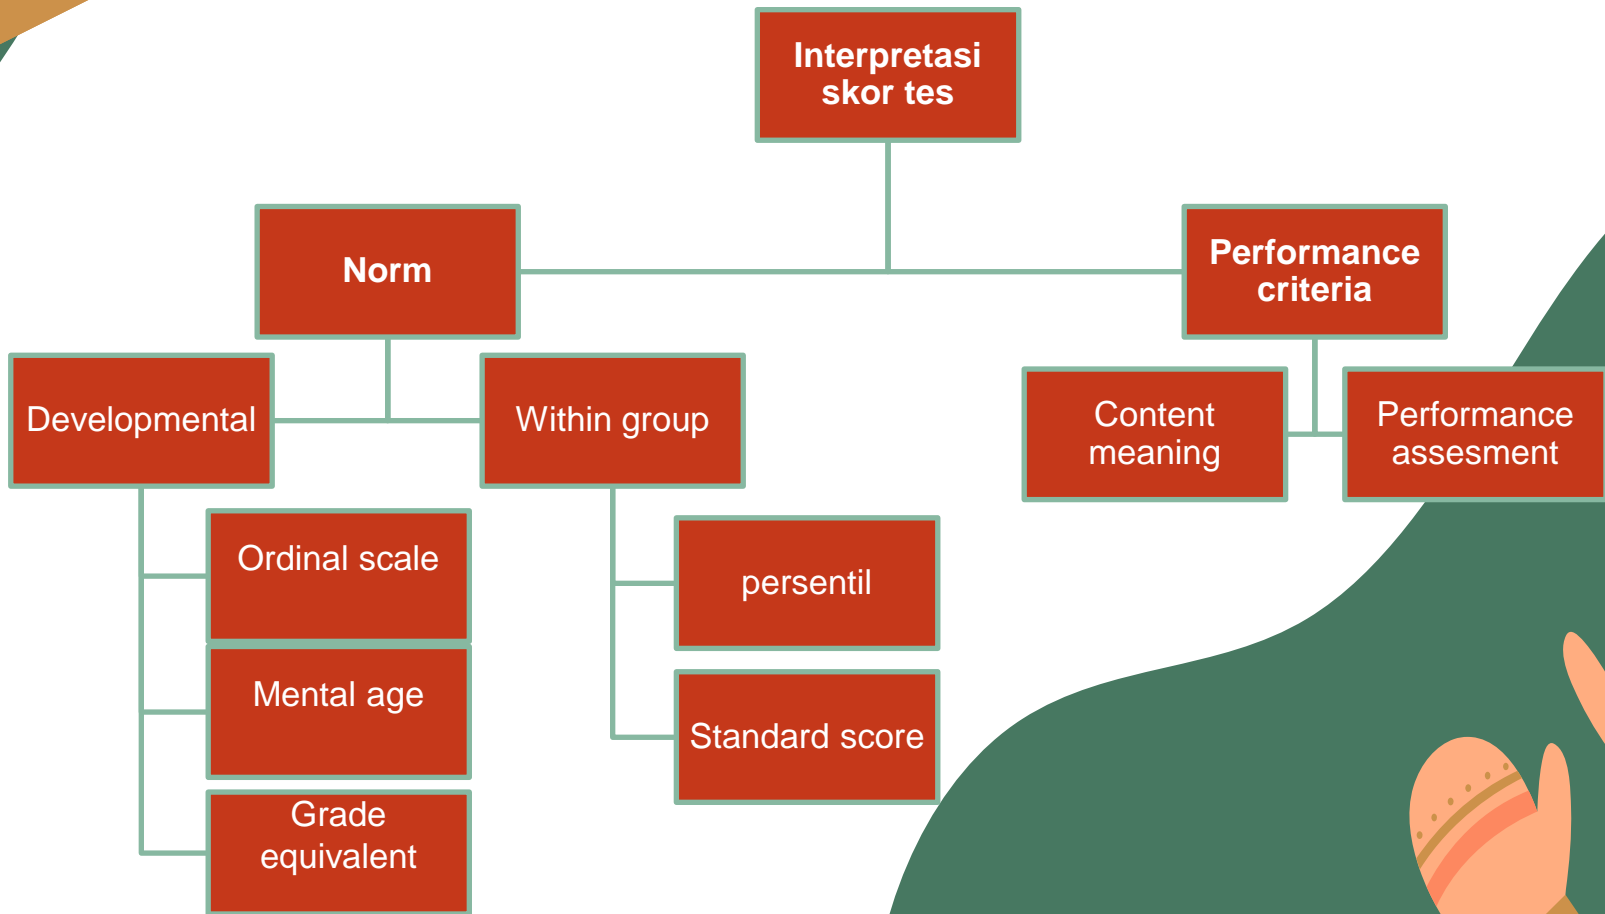 Interpretasi
skor tes
Norm
Performance
criteria
Developmental
Within group
Content
meaning
Performance
assesment
Ordinal scale
Mental age
Grade
equivalent
persentil
Standard score